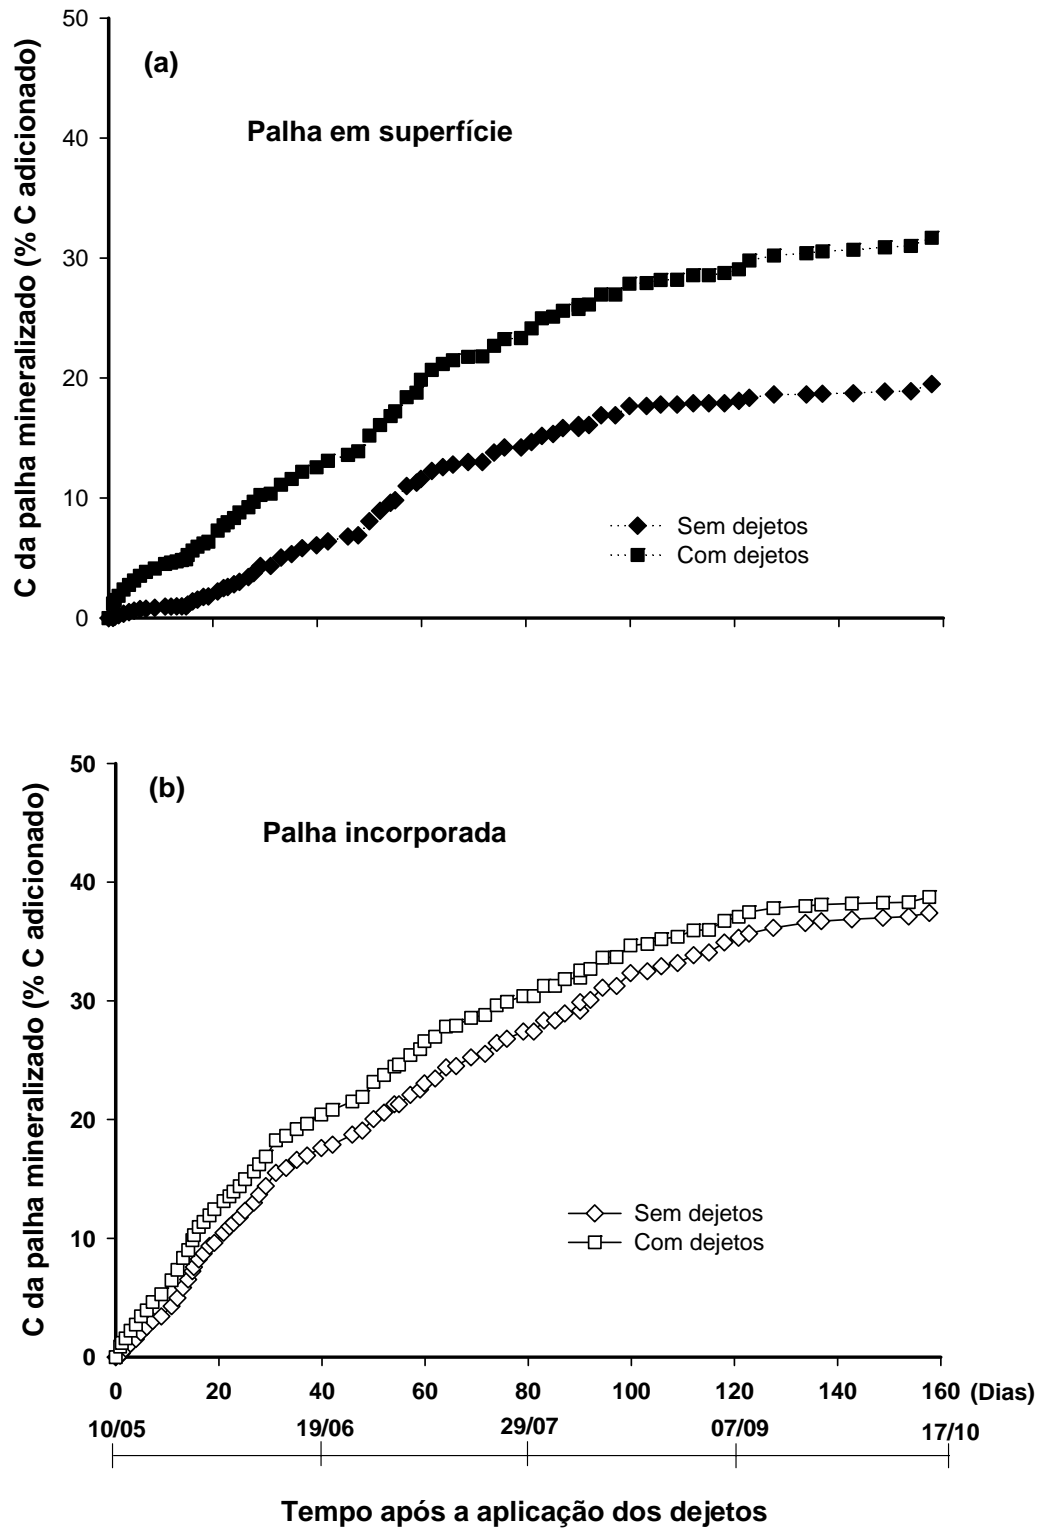 50
(a)
Palha em superfície
40
30
20
10
0
C da palha mineralizado (% C adicionado)
Sem dejetos
Com dejetos
50
(b)
Palha incorporada
40
30
20
10
0
C da palha mineralizado (% C adicionado)
Sem dejetos
Com dejetos
0 20 40 60 80 100 120 140 160 (Dias)
10/05 19/06 29/07 07/09 17/10
Tempo após a aplicação dos dejetos